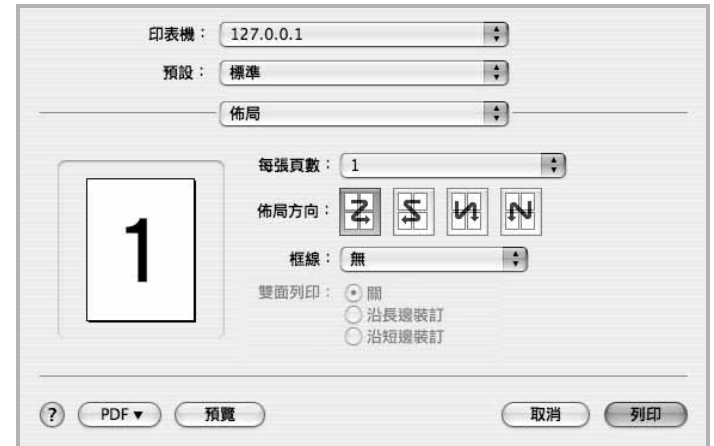 印表機： 127.0.0.1
預設： 標準
佈局
每張頁數： 1
1
佈局方向：
框線： 無
雙面列印： 關
沿長邊裝訂
沿短邊裝訂
? PDF▼ 預覽 取消 列印